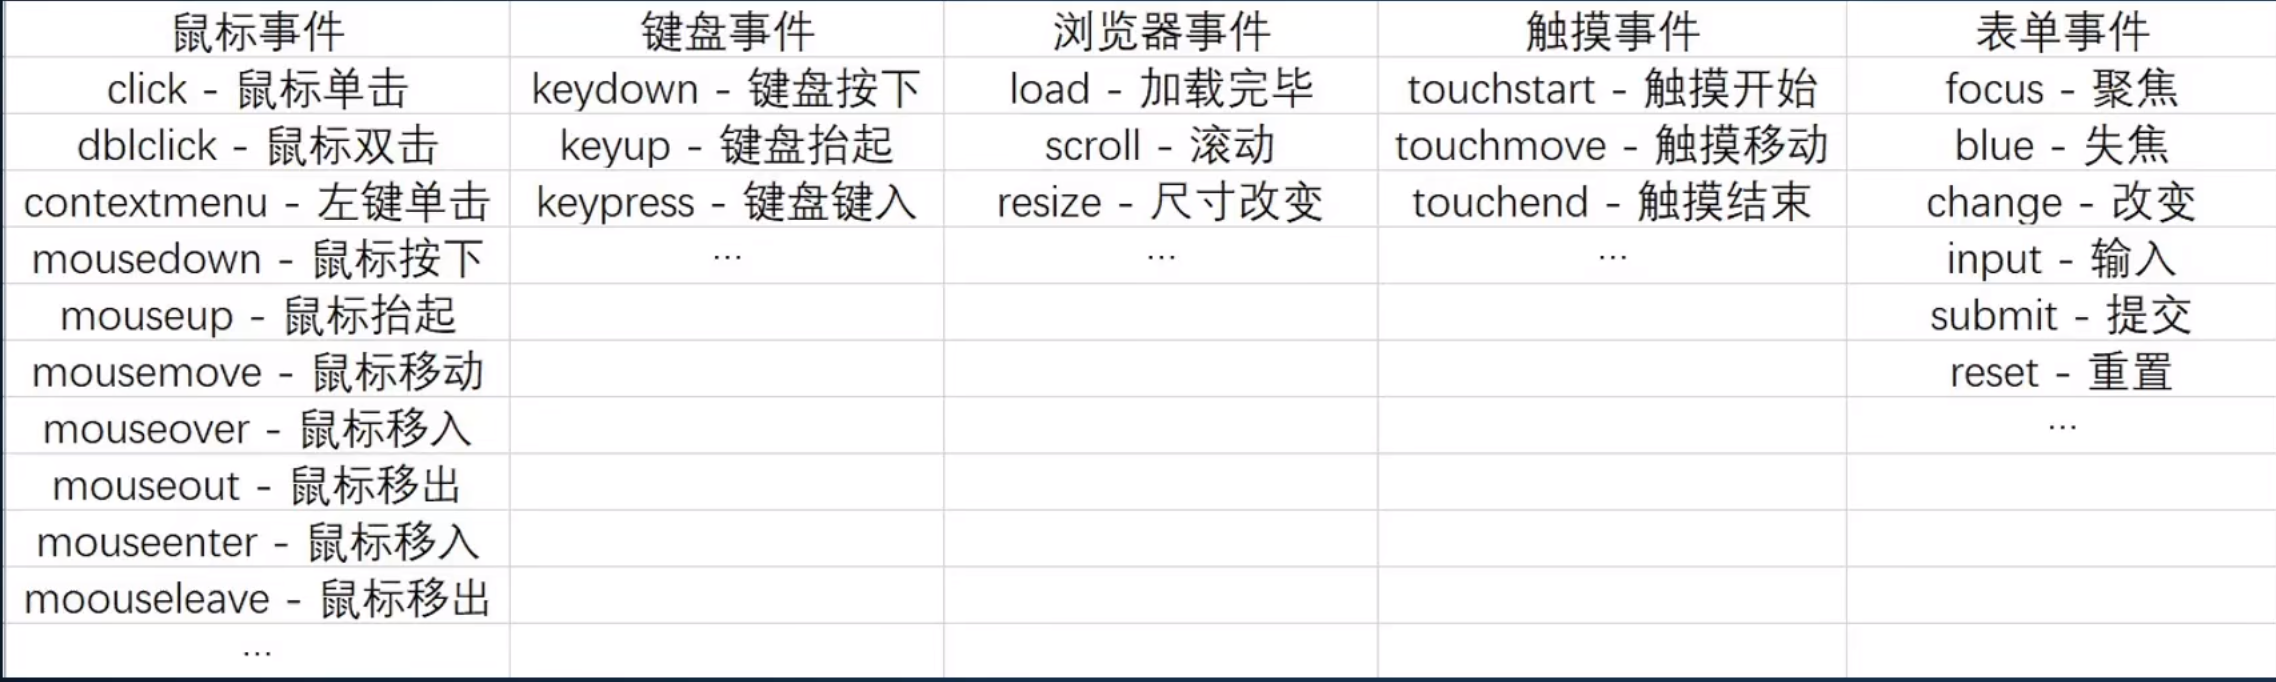 鼠标事件 键盘事件 浏览器事件 触摸事件 表单事件
click - 鼠标单击 keydown - 键盘按下 load - 加载完毕 touchstart - 触摸开始 focus - 聚焦
dblclick - 鼠标双击 keyup - 键盘抬起 scroll - 滚动 touchmove - 触摸移动 blue - 失焦
contextmenu - 左键单击 keypress - 键盘键入 resize - 尺寸改变 touchend - 触摸结束 change - 改变
mousedown - 鼠标按下 ... ... ... input - 输入
mouseup - 鼠标抬起 submit - 提交
mousemove - 鼠标移动 reset - 重置
mouseover - 鼠标移入 ...
mouseout - 鼠标移出
mouseenter - 鼠标移入
moouseleave - 鼠标移出
...